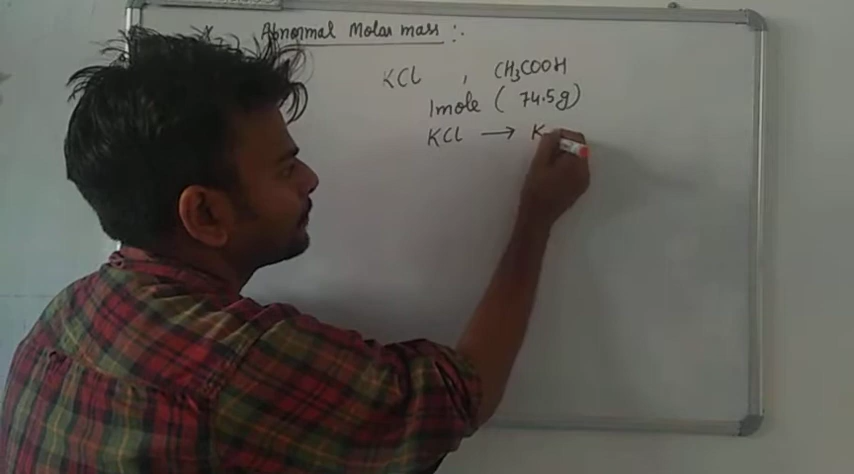 Abnormal Molar mass :-
KCl , CH₃COOH
1mole ( 74.5g)
KCl → K